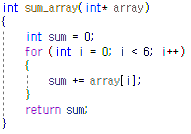 int sum_array(int* array)
{
    int sum = 0;
    for (int i = 0; i < 6; i++)
    {
        sum += array[i];
    }
    return sum;
}